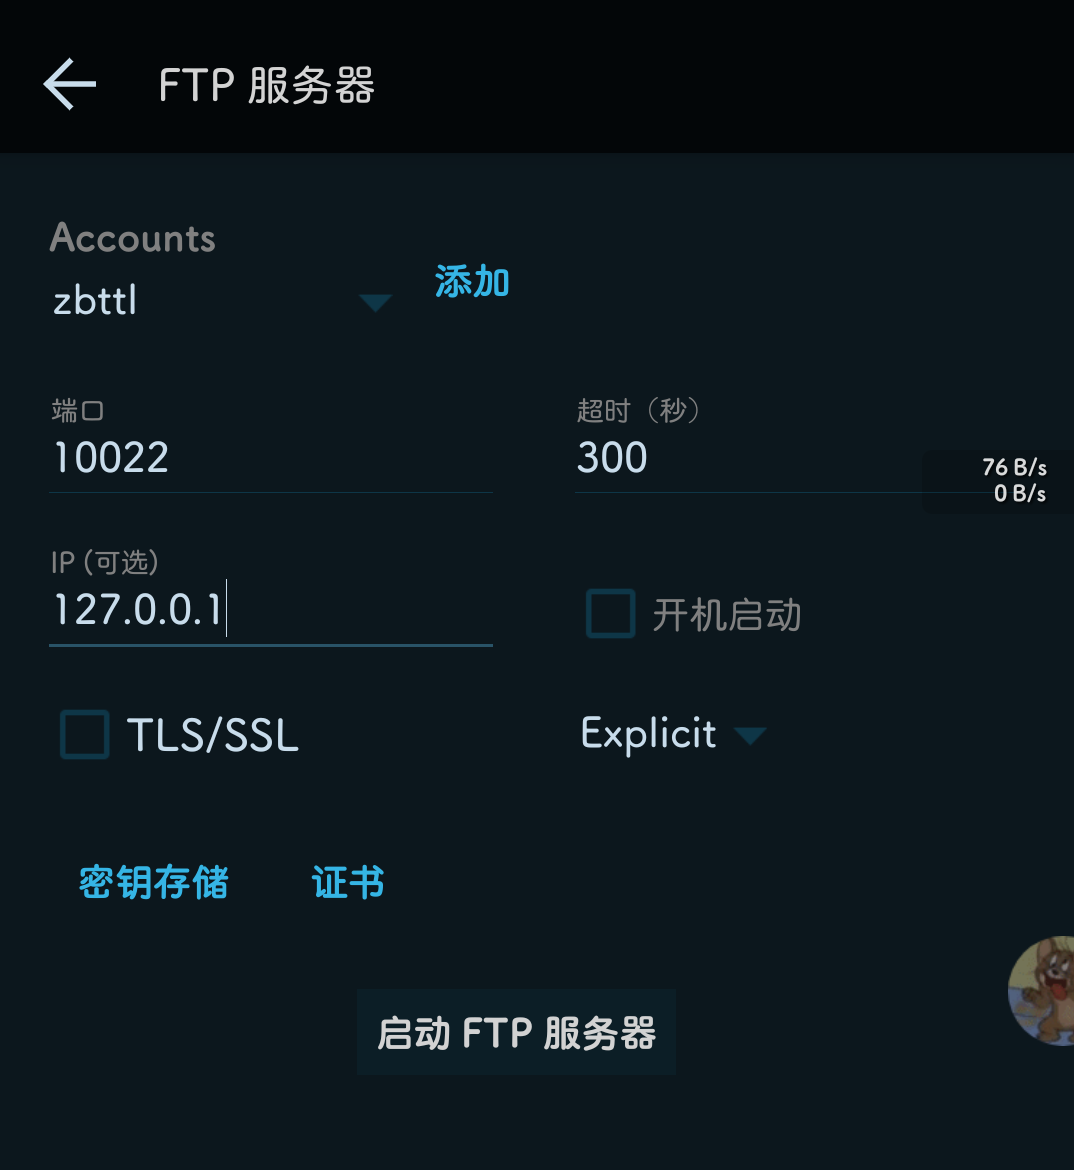 FTP 服务器
Accounts
zbttl
添加
端口
超时（秒）
10022
300
76 B/s
0 B/s
IP (可选)
127.0.0.1
开机启动
TLS/SSL
Explicit
密钥存储
证书
启动 FTP 服务器